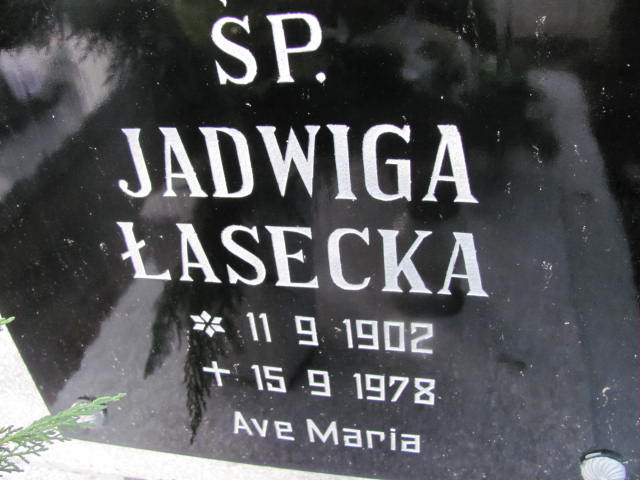 ŚP.
JADWIGA
ŁASECKA
* 11 9 1902
+ 15 9 1978
Ave Maria